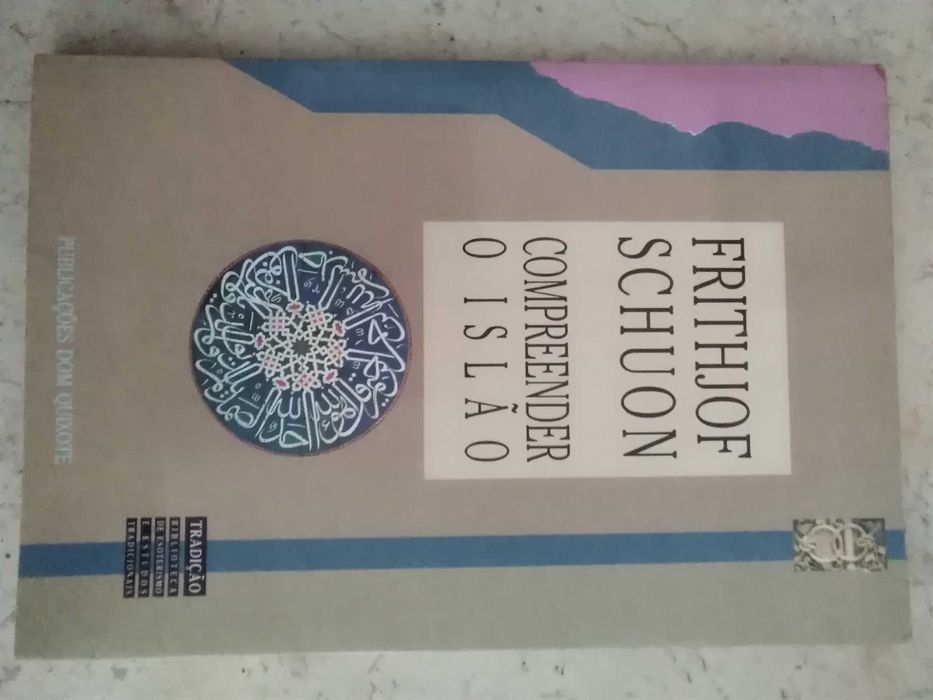 FRITHJOF
SCHUON
COMPREENDER
O ISLÃO
TRADIÇÃO
BIBLIOTECA
DE ESOTERISMO
E ESTUDOS
TRADICIONAIS
PUBLICAÇÕES DOM QUIXOTE